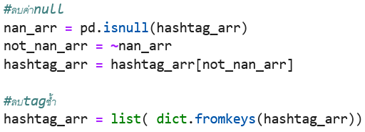 #ลบค่าnull
nan_arr = pd.isnull(hashtag_arr)
not_nan_arr = ~nan_arr
hashtag_arr = hashtag_arr[not_nan_arr]
#ลบtagซ้ำ
hashtag_arr = list( dict.fromkeys(hashtag_arr))